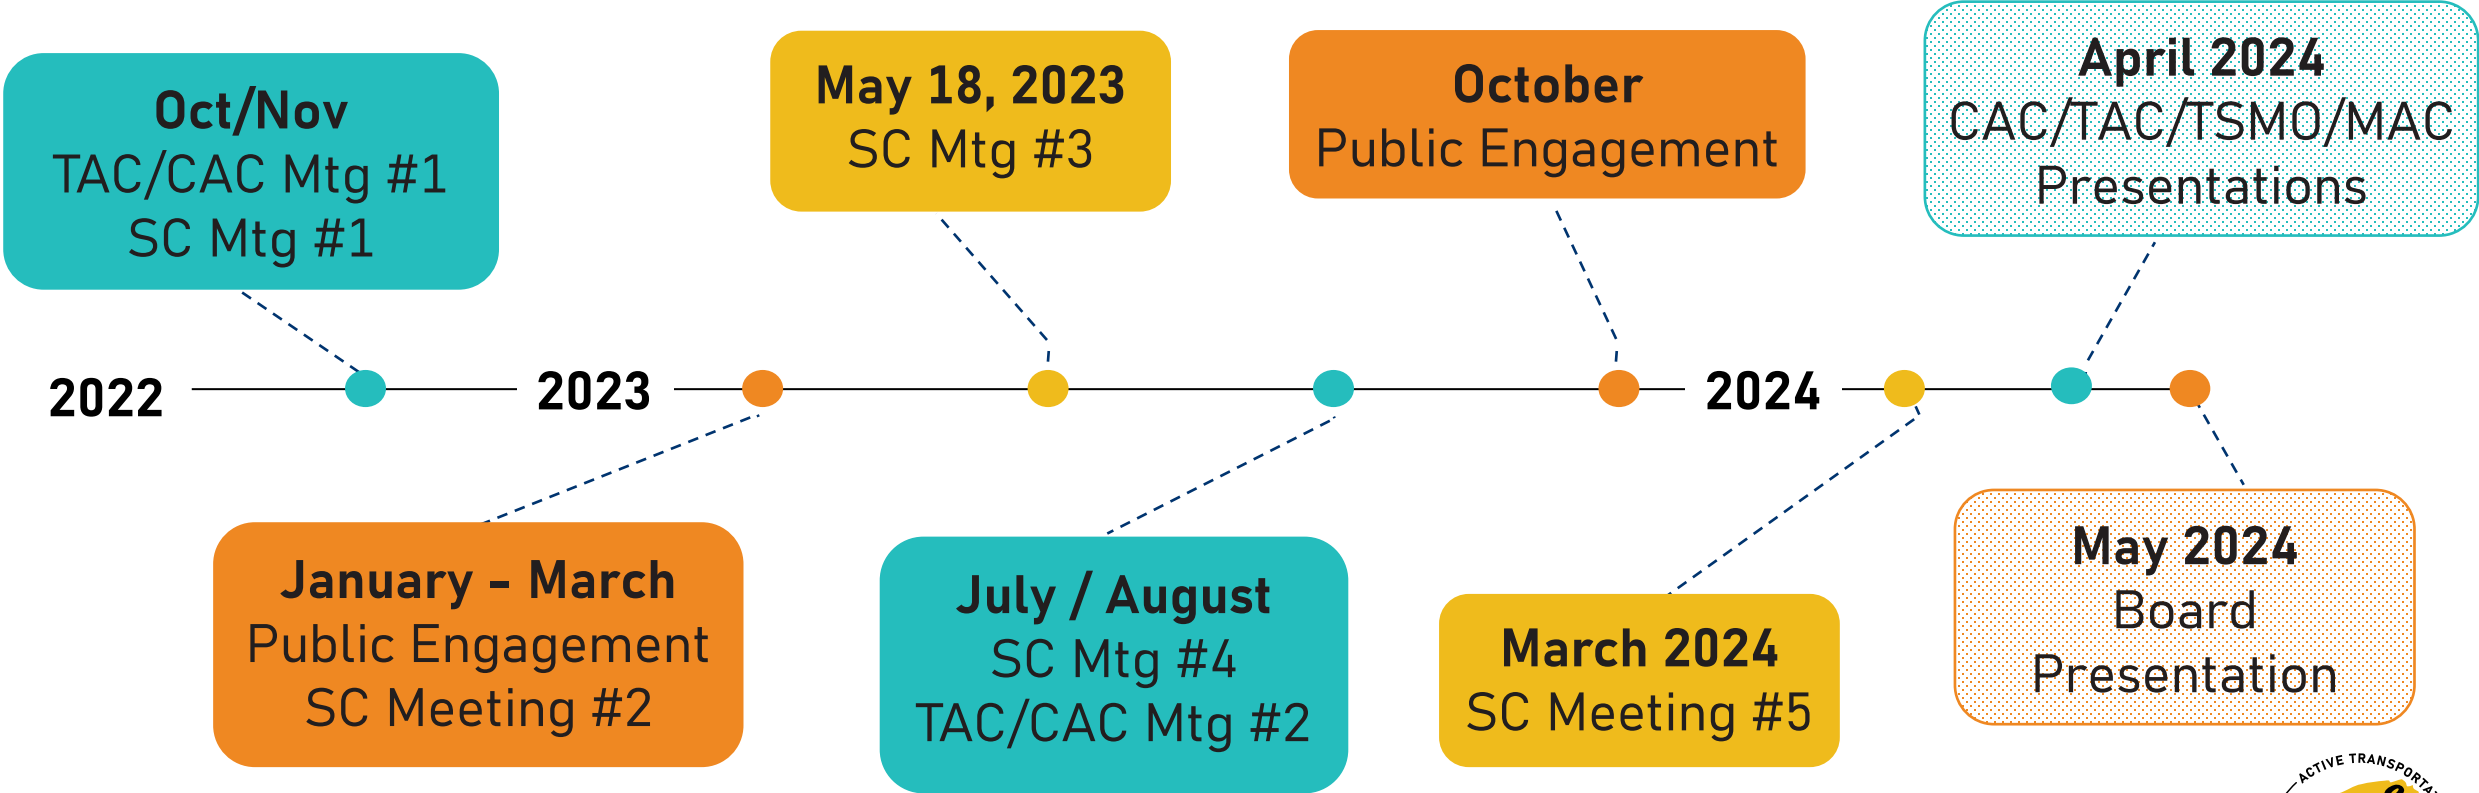 Oct/Nov
TAC/CAC Mtg #1
SC Mtg #1
May 18, 2023
SC Mtg #3
October
Public Engagement
April 2024
CAC/TAC/TSMO/MAC
Presentations
2022
2023
2024
January - March
Public Engagement
SC Meeting #2
July / August
SC Mtg #4
TAC/CAC Mtg #2
March 2024
SC Meeting #5
May 2024
Board
Presentation
ACTIVE